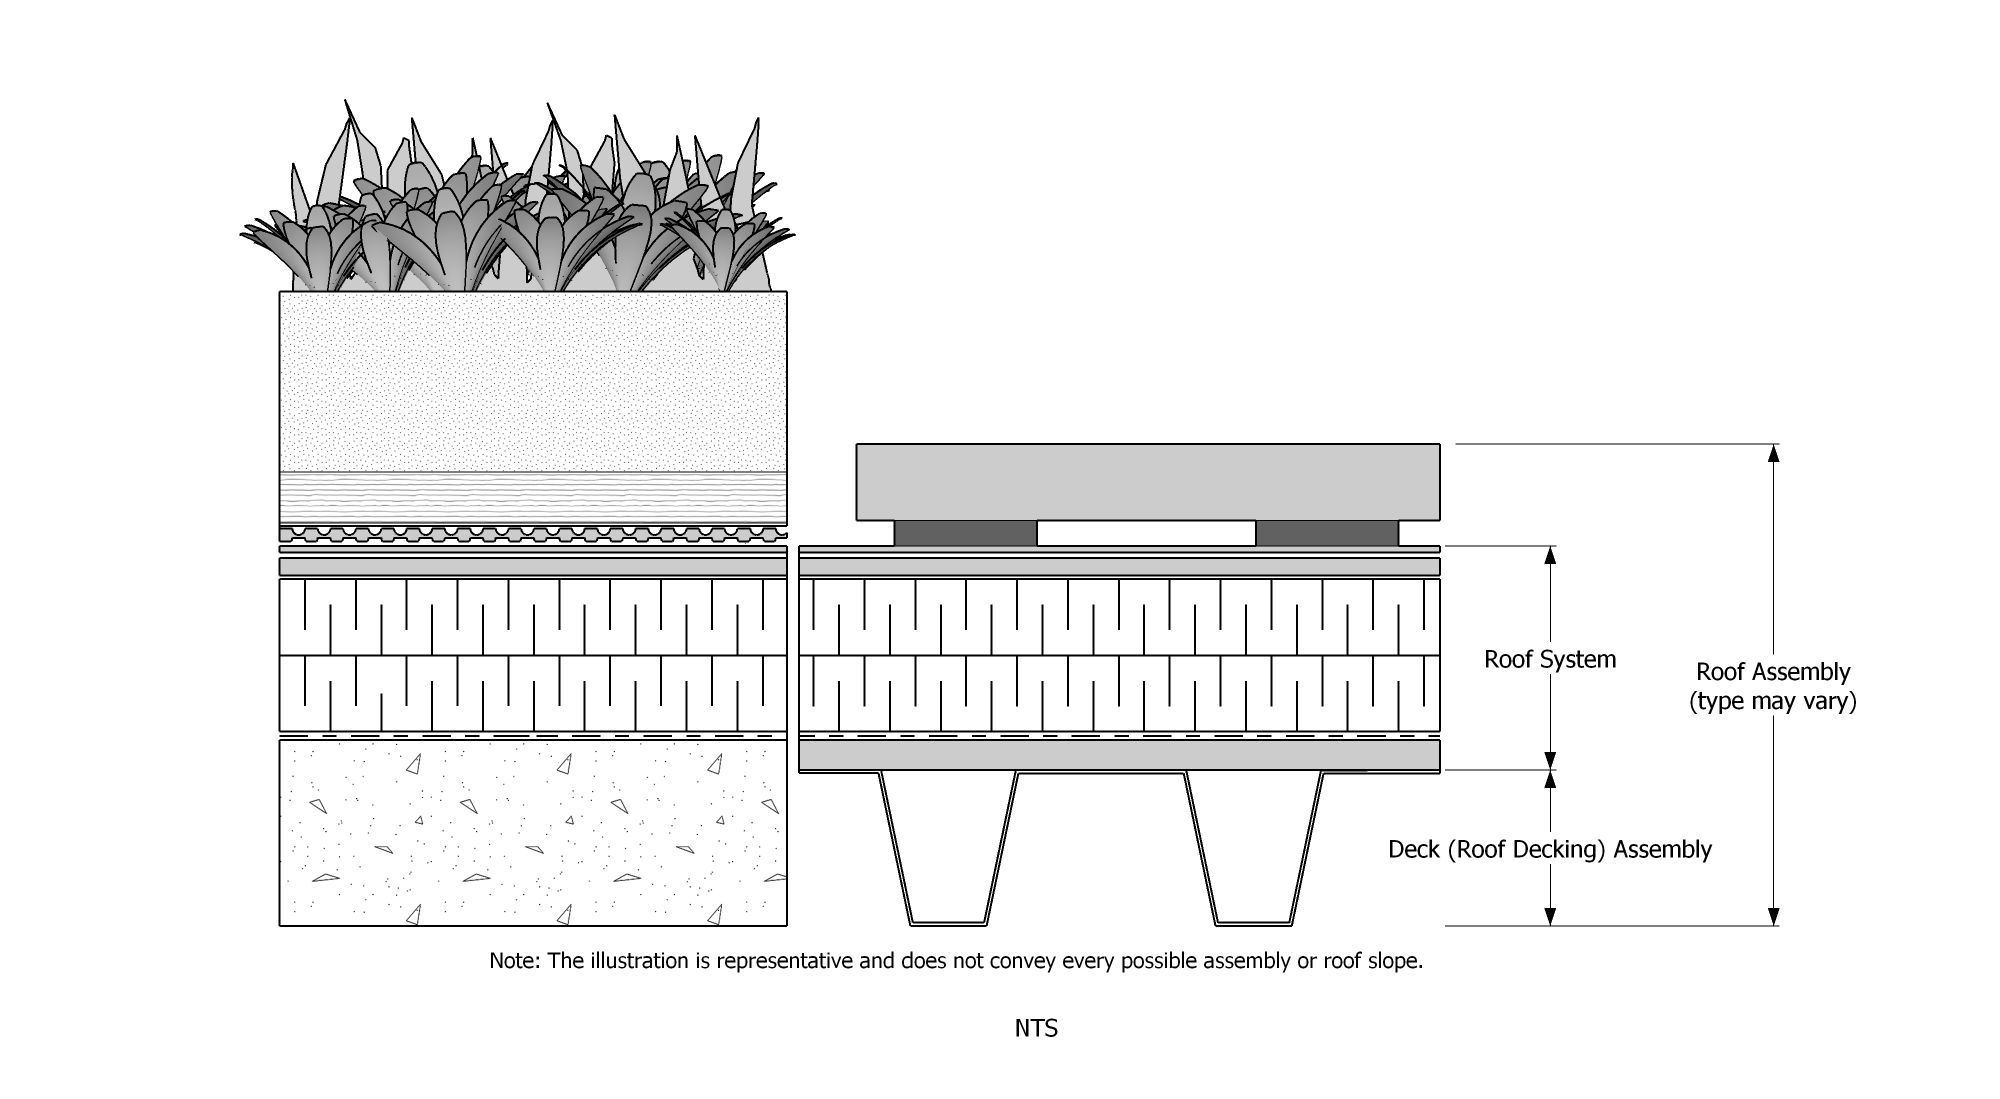 Roof System
Roof Assembly
(type may vary)
Deck (Roof Decking) Assembly
Note: The illustration is representative and does not convey every possible assembly or roof slope.
NTS